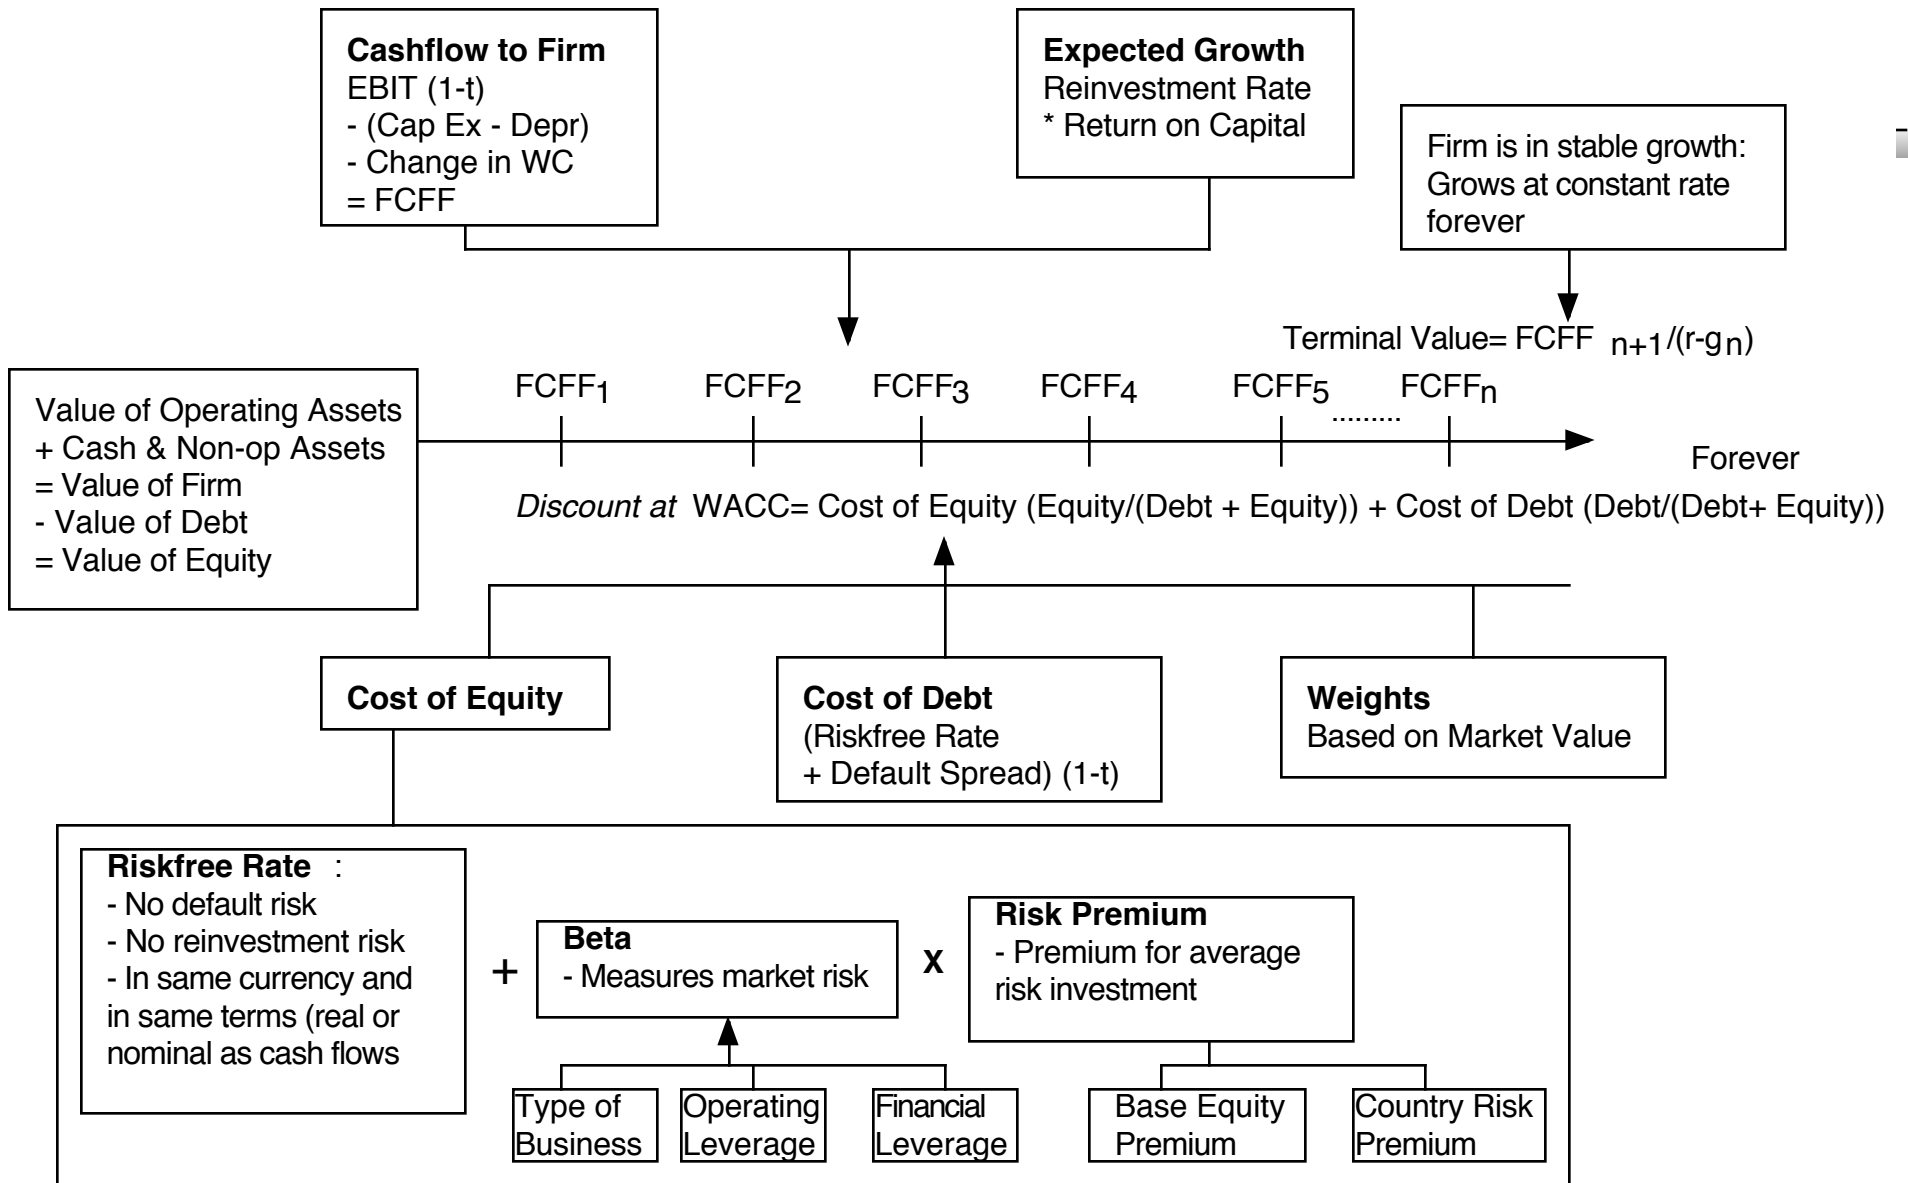 Cashflow to Firm
EBIT (1-t)
- (Cap Ex - Depr)
- Change in WC
= FCFF
Expected Growth
Reinvestment Rate
* Return on Capital
Firm is in stable growth:
Grows at constant rate
forever
Terminal Value= FCFF n+1/(r-gn)
FCFF1 FCFF2 FCFF3 FCFF4 FCFF5 ......... FCFFn
Forever
Value of Operating Assets
+ Cash & Non-op Assets
= Value of Firm
- Value of Debt
= Value of Equity
Discount at WACC= Cost of Equity (Equity/(Debt + Equity)) + Cost of Debt (Debt/(Debt+ Equity))
Cost of Equity
Cost of Debt
(Riskfree Rate
+ Default Spread) (1-t)
Weights
Based on Market Value
Riskfree Rate :
- No default risk
- No reinvestment risk
- In same currency and
in same terms (real or
nominal as cash flows
+
Beta
- Measures market risk
X
Risk Premium
- Premium for average
risk investment
Type of
Business
Operating
Leverage
Financial
Leverage
Base Equity
Premium
Country Risk
Premium